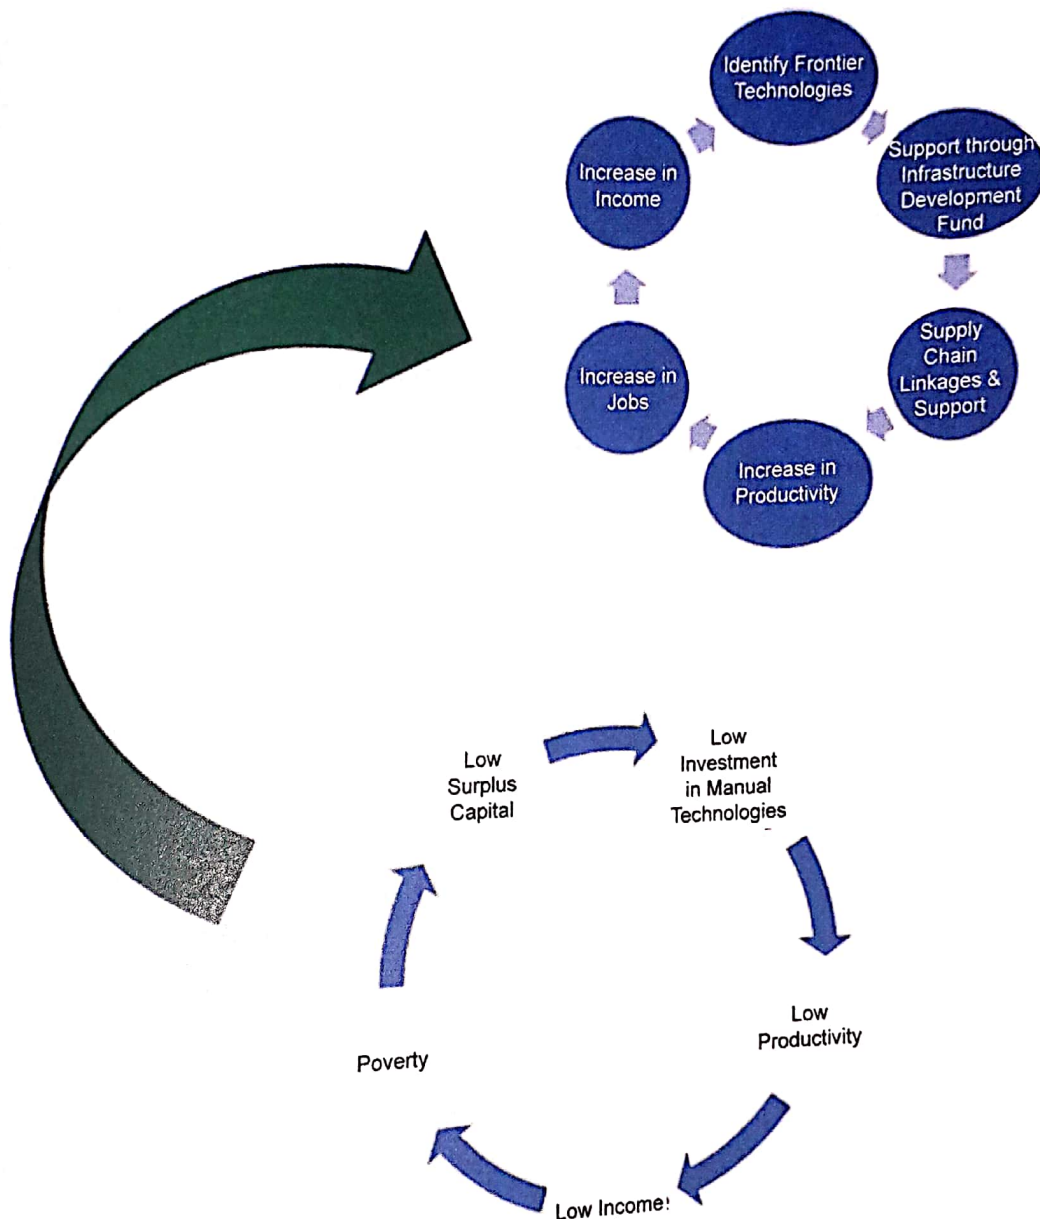 Identify Frontier
Technologies
Support through
Infrastructure
Development
Fund
Supply
Chain
Linkages &
Support
Increase in
Productivity
Increase in
Jobs
Increase in
Income
Low
Surplus
Capital
Low
Investment
in Manual
Technologies
Low
Productivity
Low Income
Poverty